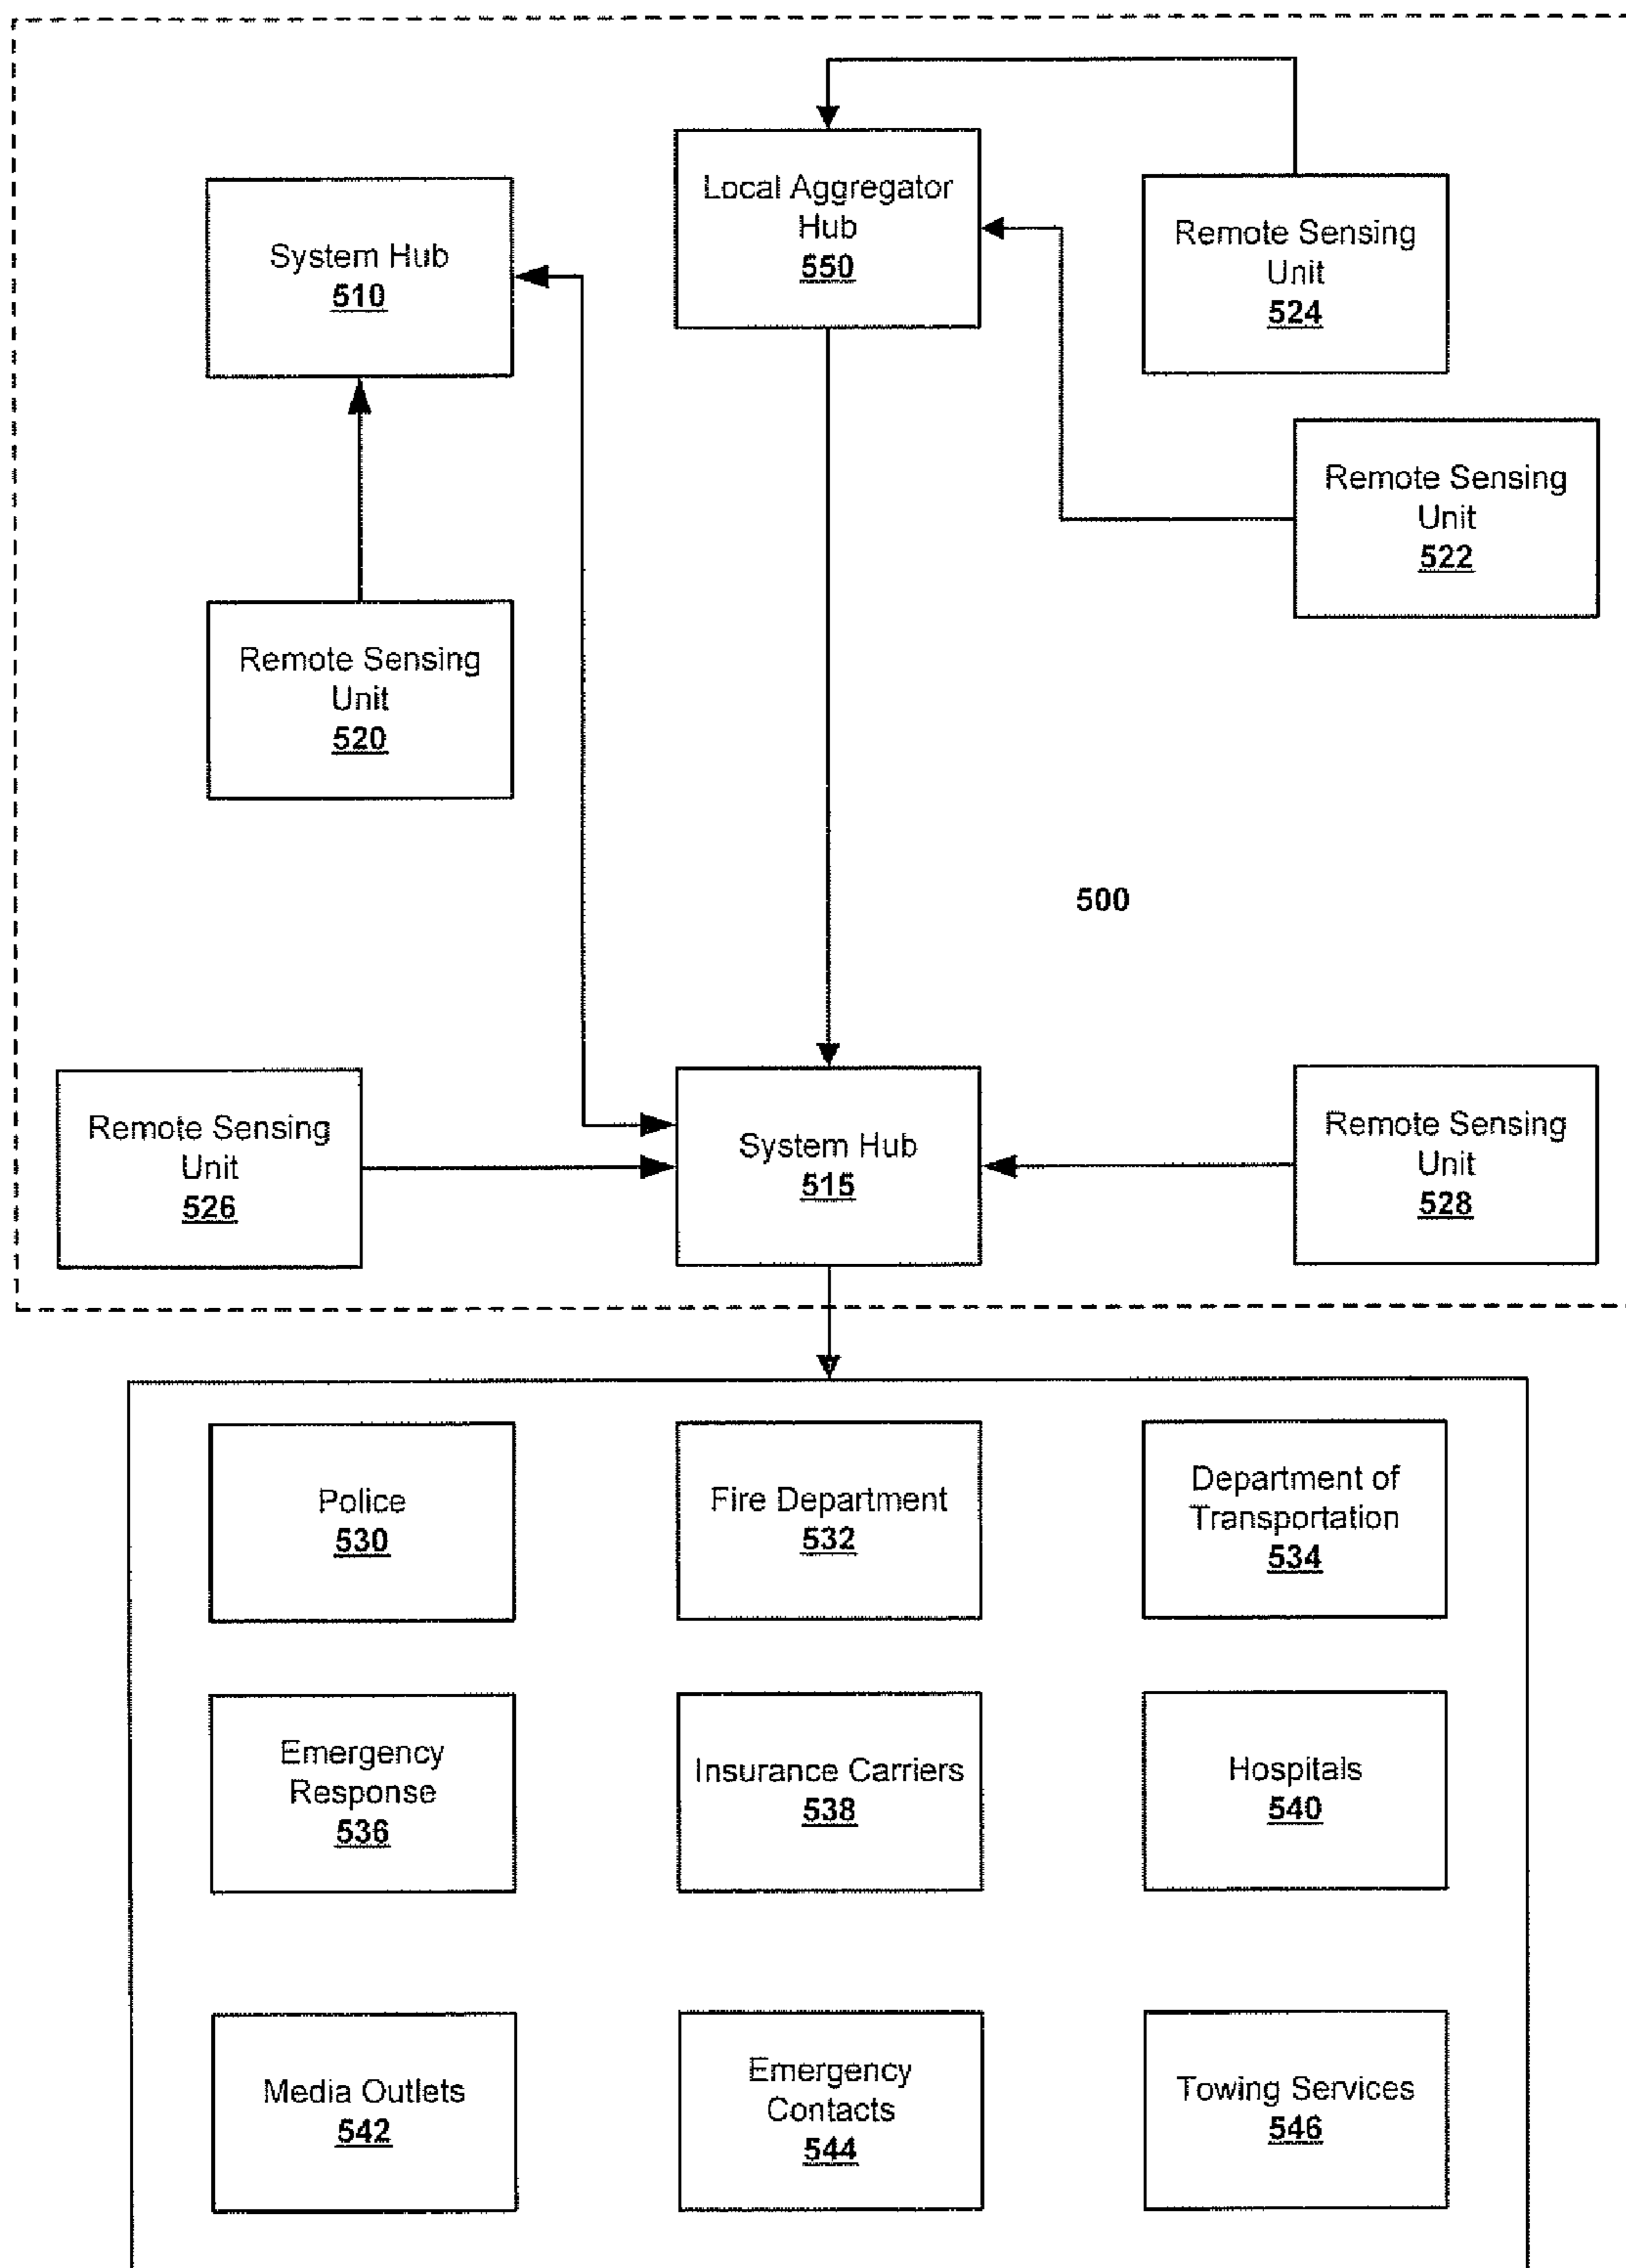 Local Aggregator
Hub
550
System Hub
510
Remote Sensing
Unit
524
Remote Sensing
Unit
522
Remote Sensing
Unit
520
500
Remote Sensing
Unit
526
System Hub
515
Remote Sensing
Unit
528
Police
530
Fire Department
532
Department of
Transportation
534
Emergency
Response
536
Insurance Carriers
538
Hospitals
540
Media Outlets
542
Emergency
Contacts
544
Towing Services
546